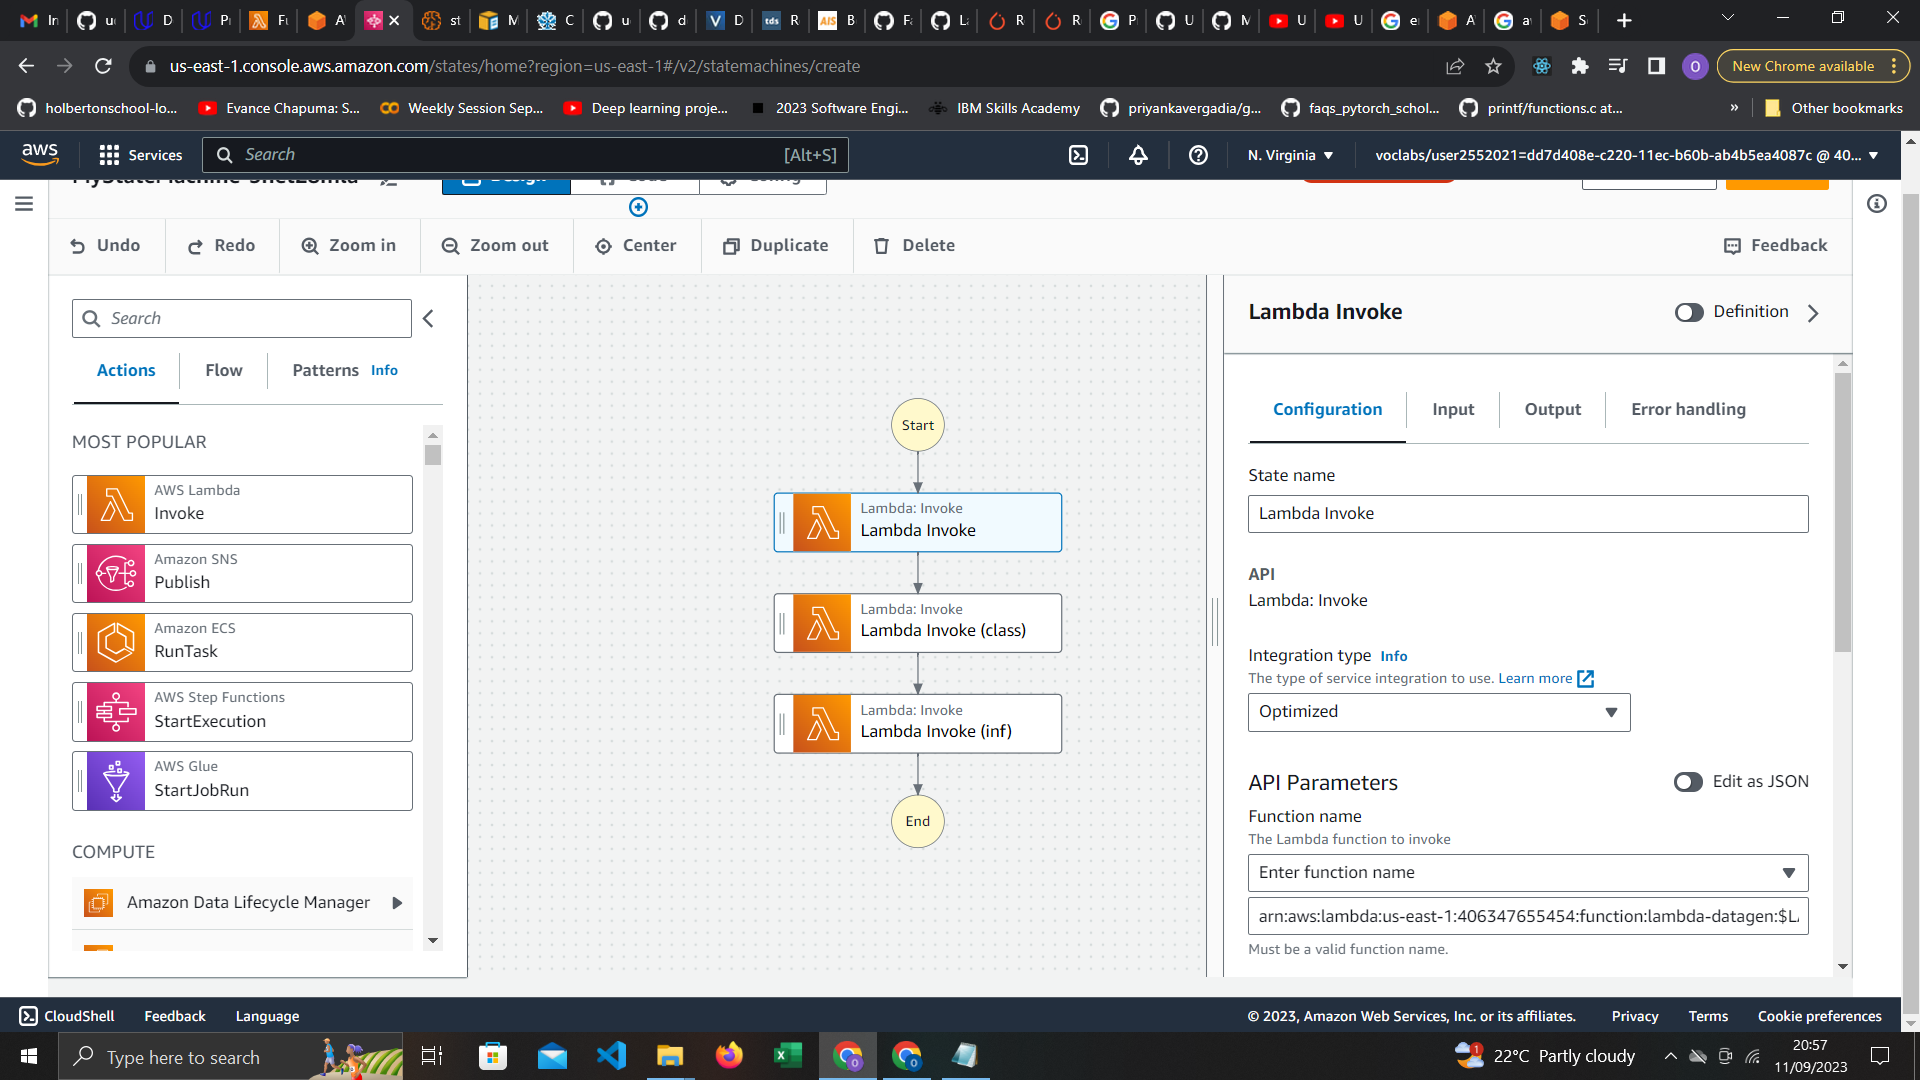 In
u
D
P
Fu
A
st
M
C
u
d
D
tds
R
AIS
B
Fa
La
R
R
P
U
M
U
U
e
A
a
S
us-east-1.console.aws.amazon.com/states/home?region=us-east-1#/v2/statemachines/create
O
New Chrome available
holbertonschool-lo...
Evance Chapuma: S...
Weekly Session Sep...
Deep learning proje...
2023 Software Engi...
IBM Skills Academy
priyankavergadia/g...
faqs_pytorch_schol...
printf/functions.c at...
»
Other bookmarks
aws
Services
Search
[Alt+S]
N. Virginia
voclabs/user2552021=dd7d408e-c220-11ec-b60b-ab4b5ea4087c @ 40...
Undo
Redo
Zoom in
Zoom out
Center
Duplicate
Delete
Feedback
Search
Actions
Flow
Patterns
Info
MOST POPULAR
AWS Lambda
Invoke
Amazon SNS
Publish
Amazon ECS
RunTask
AWS Step Functions
StartExecution
AWS Glue
StartJobRun
COMPUTE
Amazon Data Lifecycle Manager
Start
Lambda: Invoke
Lambda Invoke
Lambda: Invoke
Lambda Invoke (class)
Lambda: Invoke
Lambda Invoke (inf)
End
Lambda Invoke
Definition
Configuration
Input
Output
Error handling
State name
Lambda Invoke
API
Lambda: Invoke
Integration type Info
The type of service integration to use. Learn more
Optimized
API Parameters
Edit as JSON
Function name
The Lambda function to invoke
Enter function name
arn:aws:lambda:us-east-1:406347655454:function:lambda-datagen:$LA
Must be a valid function name.
CloudShell
Feedback
Language
© 2023, Amazon Web Services, Inc. or its affiliates.
Privacy
Terms
Cookie preferences
Type here to search
1
22°C Partly cloudy
20:57
11/09/2023